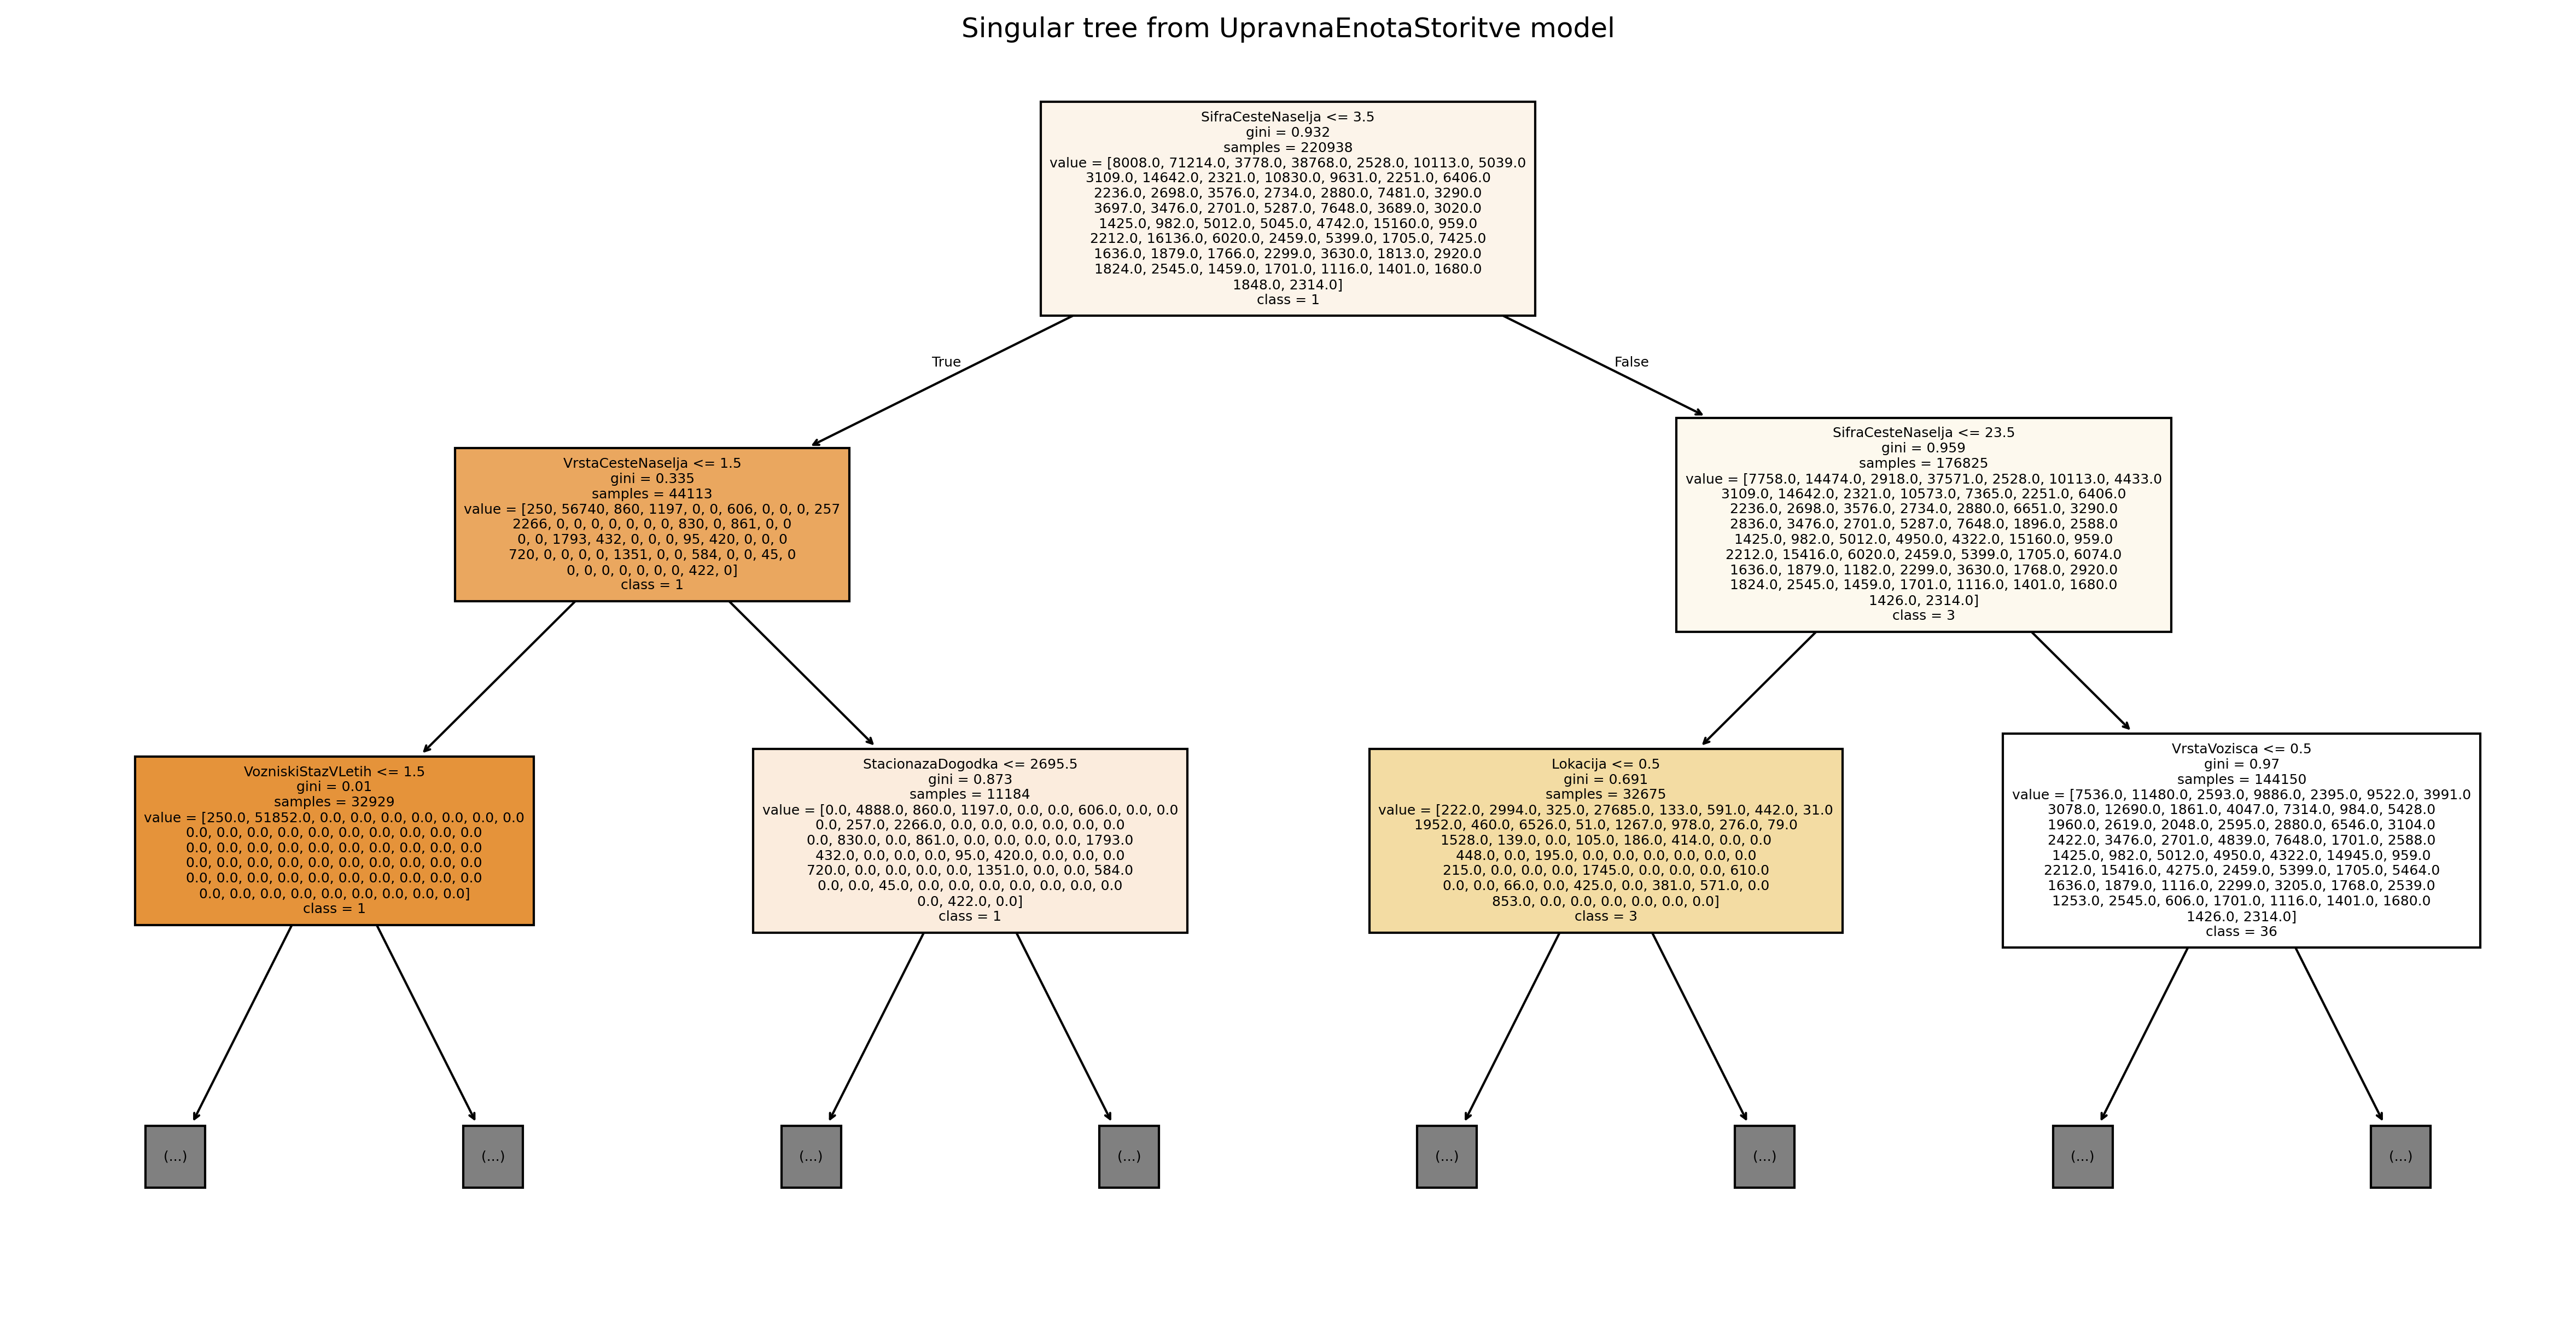 Singular tree from UpravnaEnotaStoritve model
SifraCesteNaselja <= 3.5
gini = 0.932
samples = 220938
value = [8008.0, 71214.0, 3778.0, 38768.0, 2528.0, 10113.0, 5039.0
3109.0, 14642.0, 2321.0, 10830.0, 9631.0, 2251.0, 6406.0
2236.0, 2698.0, 3576.0, 2734.0, 2880.0, 7481.0, 3290.0
3697.0, 3476.0, 2701.0, 5287.0, 7648.0, 3689.0, 3020.0
1425.0, 982.0, 5012.0, 5045.0, 4742.0, 15160.0, 959.0
2212.0, 16136.0, 6020.0, 2459.0, 5399.0, 1705.0, 7425.0
1636.0, 1879.0, 1766.0, 2299.0, 3630.0, 1813.0, 2920.0
1824.0, 2545.0, 1459.0, 1701.0, 1116.0, 1401.0, 1680.0
1848.0, 2314.0]
class = 1
True
False
VrstaCesteNaselja <= 1.5
gini = 0.335
samples = 44113
value = [250, 56740, 860, 1197, 0, 0, 606, 0, 0, 0, 257
2266, 0, 0, 0, 0, 0, 0, 0, 830, 0, 861, 0, 0
0, 0, 1793, 432, 0, 0, 0, 95, 420, 0, 0, 0
720, 0, 0, 0, 0, 1351, 0, 0, 584, 0, 0, 45, 0
0, 0, 0, 0, 0, 0, 0, 422, 0]
class = 1
SifraCesteNaselja <= 23.5
gini = 0.959
samples = 176825
value = [7758.0, 14474.0, 2918.0, 37571.0, 2528.0, 10113.0, 4433.0
3109.0, 14642.0, 2321.0, 10573.0, 7365.0, 2251.0, 6406.0
2236.0, 2698.0, 3576.0, 2734.0, 2880.0, 6651.0, 3290.0
2836.0, 3476.0, 2701.0, 5287.0, 7648.0, 1896.0, 2588.0
1425.0, 982.0, 5012.0, 4950.0, 4322.0, 15160.0, 959.0
2212.0, 15416.0, 6020.0, 2459.0, 5399.0, 1705.0, 6074.0
1636.0, 1879.0, 1182.0, 2299.0, 3630.0, 1768.0, 2920.0
1824.0, 2545.0, 1459.0, 1701.0, 1116.0, 1401.0, 1680.0
1426.0, 2314.0]
class = 3
VozniskiStazVLetih <= 1.5
gini = 0.01
samples = 32929
value = [250.0, 51852.0, 0.0, 0.0, 0.0, 0.0, 0.0, 0.0, 0.0
0.0, 0.0, 0.0, 0.0, 0.0, 0.0, 0.0, 0.0, 0.0, 0.0
0.0, 0.0, 0.0, 0.0, 0.0, 0.0, 0.0, 0.0, 0.0, 0.0
0.0, 0.0, 0.0, 0.0, 0.0, 0.0, 0.0, 0.0, 0.0, 0.0
0.0, 0.0, 0.0, 0.0, 0.0, 0.0, 0.0, 0.0, 0.0, 0.0
0.0, 0.0, 0.0, 0.0, 0.0, 0.0, 0.0, 0.0, 0.0]
class = 1
StacionazaDogodka <= 2695.5
gini = 0.873
samples = 11184
value = [0.0, 4888.0, 860.0, 1197.0, 0.0, 0.0, 606.0, 0.0, 0.0
0.0, 257.0, 2266.0, 0.0, 0.0, 0.0, 0.0, 0.0, 0.0
0.0, 830.0, 0.0, 861.0, 0.0, 0.0, 0.0, 0.0, 1793.0
432.0, 0.0, 0.0, 0.0, 95.0, 420.0, 0.0, 0.0, 0.0
720.0, 0.0, 0.0, 0.0, 0.0, 1351.0, 0.0, 0.0, 584.0
0.0, 0.0, 45.0, 0.0, 0.0, 0.0, 0.0, 0.0, 0.0, 0.0
0.0, 422.0, 0.0]
class = 1
Lokacija <= 0.5
gini = 0.691
samples = 32675
value = [222.0, 2994.0, 325.0, 27685.0, 133.0, 591.0, 442.0, 31.0
1952.0, 460.0, 6526.0, 51.0, 1267.0, 978.0, 276.0, 79.0
1528.0, 139.0, 0.0, 105.0, 186.0, 414.0, 0.0, 0.0
448.0, 0.0, 195.0, 0.0, 0.0, 0.0, 0.0, 0.0, 0.0
215.0, 0.0, 0.0, 0.0, 1745.0, 0.0, 0.0, 0.0, 610.0
0.0, 0.0, 66.0, 0.0, 425.0, 0.0, 381.0, 571.0, 0.0
853.0, 0.0, 0.0, 0.0, 0.0, 0.0, 0.0]
class = 3
VrstaVozisca <= 0.5
gini = 0.97
samples = 144150
value = [7536.0, 11480.0, 2593.0, 9886.0, 2395.0, 9522.0, 3991.0
3078.0, 12690.0, 1861.0, 4047.0, 7314.0, 984.0, 5428.0
1960.0, 2619.0, 2048.0, 2595.0, 2880.0, 6546.0, 3104.0
2422.0, 3476.0, 2701.0, 4839.0, 7648.0, 1701.0, 2588.0
1425.0, 982.0, 5012.0, 4950.0, 4322.0, 14945.0, 959.0
2212.0, 15416.0, 4275.0, 2459.0, 5399.0, 1705.0, 5464.0
1636.0, 1879.0, 1116.0, 2299.0, 3205.0, 1768.0, 2539.0
1253.0, 2545.0, 606.0, 1701.0, 1116.0, 1401.0, 1680.0
1426.0, 2314.0]
class = 36
(...)
(...)
(...)
(...)
(...)
(...)
(...)
(...)